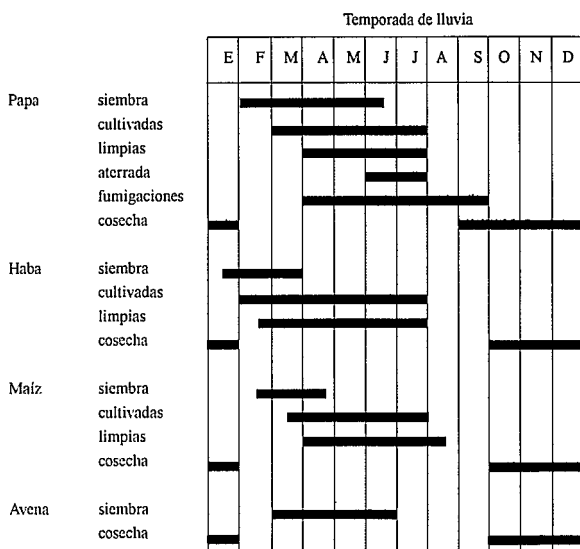 Temporada de lluvia
E F M A M J J A S O N D
Papa siembra
cultivadas
limpias
aterrada
fumigaciones
cosecha
Haba siembra
cultivadas
limpias
cosecha
Maíz siembra
cultivadas
limpias
cosecha
Avena siembra
cosecha